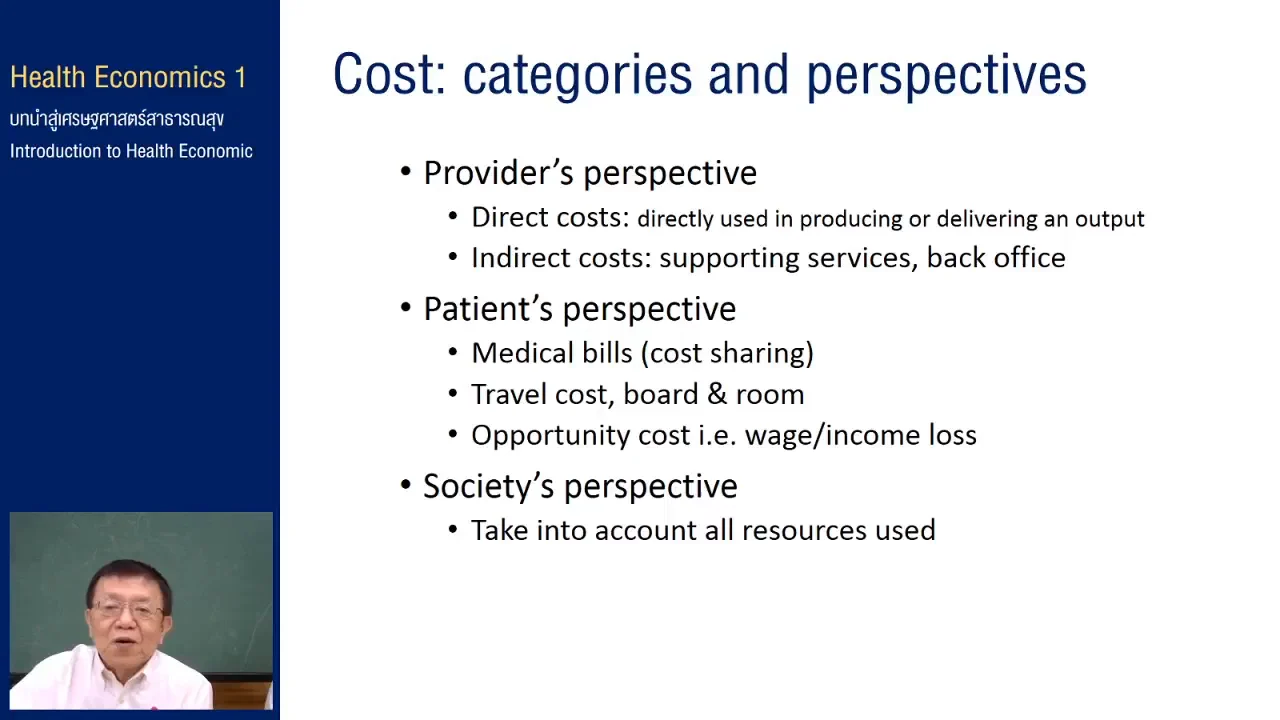 Health Economics 1
บทนำสู่เศรษฐศาสตร์สาธารณสุข
Introduction to Health Economic
Cost: categories and perspectives
• Provider’s perspective
• Direct costs: directly used in producing or delivering an output
• Indirect costs: supporting services, back office
• Patient’s perspective
• Medical bills (cost sharing)
• Travel cost, board & room
• Opportunity cost i.e. wage/income loss
• Society’s perspective
• Take into account all resources used